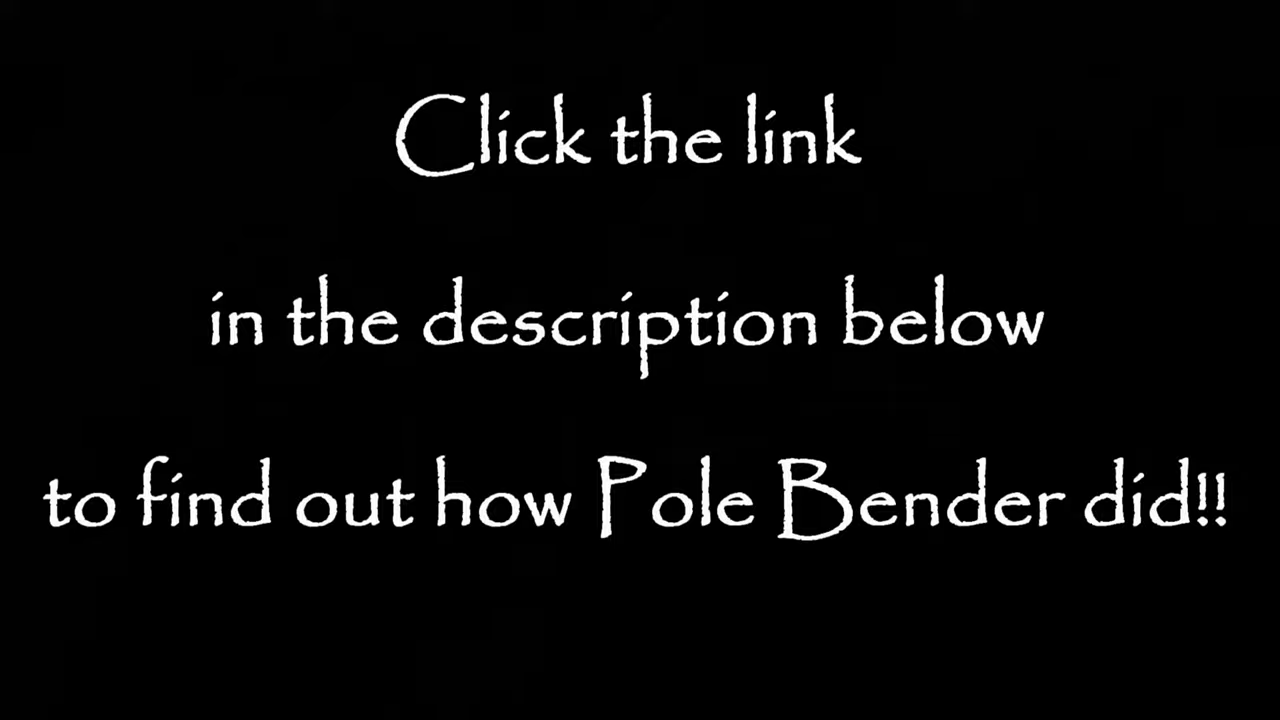 Click the link
in the description below
to find out how Pole Bender did!!